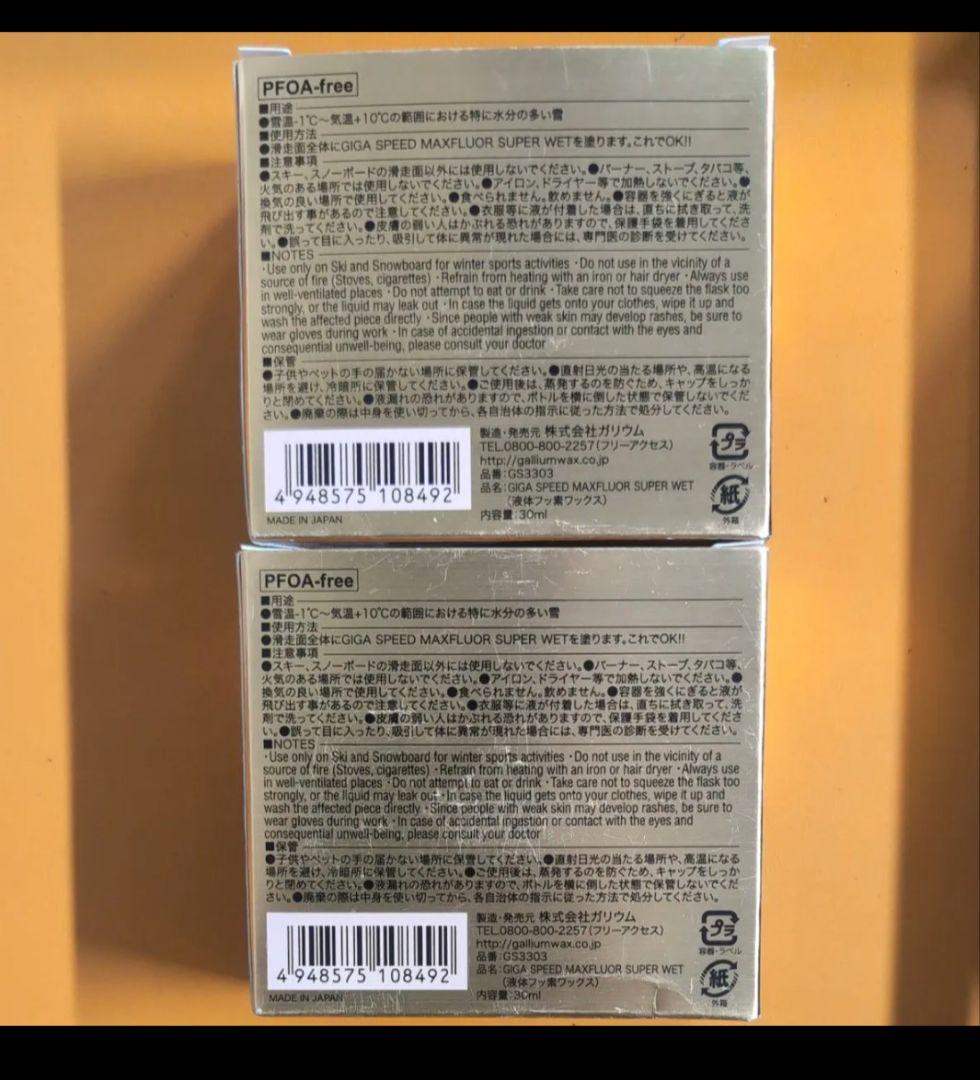 PFOA-free
■用途
●雪温-1℃～気温+10℃の範囲における特に水分の多い雪
■使用方法
●滑走面全体にGIGA SPEED MAXFLUOR SUPER WETを塗ります。これでOK!!
■注意事項
●スキー、スノーボードの滑走面以外には使用しないでください。●バーナー、ストーブ、タバコ等、
火気のある場所では使用しないでください。●アイロン、ドライヤー等で加熱しないでください。●
換気の良い場所で使用してください。●食べられません。飲めません。●容器を強くにぎると液が
飛び出す事があるので注意してください。●衣服等に液が付着した場合は、直ちに拭き取って、洗
剤で洗ってください。●皮膚の弱い人はかぶれる恐れがありますので、保護手袋を着用してくださ
い。●誤って目に入ったり、吸引して体に異常が現れた場合には、専門医の診断を受けてください。
■NOTES
・Use only on Ski and Snowboard for winter sports activities ・Do not use in the vicinity of a
source of fire (Stoves, cigarettes) ・Refrain from heating with an iron or hair dryer ・Always use
in well-ventilated places ・Do not attempt to eat or drink ・Take care not to squeeze the flask too
strongly, or the liquid may leak out ・In case the liquid gets onto your clothes, wipe it up and
wash the affected piece directly ・Since people with weak skin may develop rashes, be sure to
wear gloves during work ・In case of accidental ingestion or contact with the eyes and
consequential unwell-being, please consult your doctor
■保管
●子供やペットの手の届かない場所に保管してください。●直射日光の当たる場所や、高温になる
場所を避け、冷暗所に保管してください。●ご使用後は、蒸発するのを防ぐため、キャップをしっか
りと閉めてください。●液漏れの恐れがありますので、ボトルを横に倒した状態で保管しないでくだ
さい。●廃棄の際は中身を使い切ってから、各自治体の指示に従った方法で処分してください。
製造・発売元 株式会社ガリウム
TEL.0800-800-2257(フリーアクセス)
http://galliumwax.co.jp
品番:GS3303
品名:GIGA SPEED MAXFLUOR SUPER WET
(液体フッ素ワックス)
内容量:30ml
4 948575 108492
MADE IN JAPAN
プラ
容器・ラベル
紙
外箱
PFOA-free
■用途
●雪温-1℃～気温+10℃の範囲における特に水分の多い雪
■使用方法
●滑走面全体にGIGA SPEED MAXFLUOR SUPER WETを塗ります。これでOK!!
■注意事項
●スキー、スノーボードの滑走面以外には使用しないでください。●バーナー、ストーブ、タバコ等、
火気のある場所では使用しないでください。●アイロン、ドライヤー等で加熱しないでください。●
換気の良い場所で使用してください。●食べられません。飲めません。●容器を強くにぎると液が
飛び出す事があるので注意してください。●衣服等に液が付着した場合は、直ちに拭き取って、洗
剤で洗ってください。●皮膚の弱い人はかぶれる恐れがありますので、保護手袋を着用してくださ
い。●誤って目に入ったり、吸引して体に異常が現れた場合には、専門医の診断を受けてください。
■NOTES
・Use only on Ski and Snowboard for winter sports activities ・Do not use in the vicinity of a
source of fire (Stoves, cigarettes) ・Refrain from heating with an iron or hair dryer ・Always use
in well-ventilated places ・Do not attempt to eat or drink ・Take care not to squeeze the flask too
strongly, or the liquid may leak out ・In case the liquid gets onto your clothes, wipe it up and
wash the affected piece directly ・Since people with weak skin may develop rashes, be sure to
wear gloves during work ・In case of accidental ingestion or contact with the eyes and
consequential unwell-being, please consult your doctor
■保管
●子供やペットの手の届かない場所に保管してください。●直射日光の当たる場所や、高温になる
場所を避け、冷暗所に保管してください。●ご使用後は、蒸発するのを防ぐため、キャップをしっか
りと閉めてください。●液漏れの恐れがありますので、ボトルを横に倒した状態で保管しないでくだ
さい。●廃棄の際は中身を使い切ってから、各自治体の指示に従った方法で処分してください。
製造・発売元 株式会社ガリウム
TEL.0800-800-2257(フリーアクセス)
http://galliumwax.co.jp
品番:GS3303
品名:GIGA SPEED MAXFLUOR SUPER WET
(液体フッ素ワックス)
内容量:30ml
4 948575 108492
MADE IN JAPAN
プラ
容器・ラベル
紙
外箱